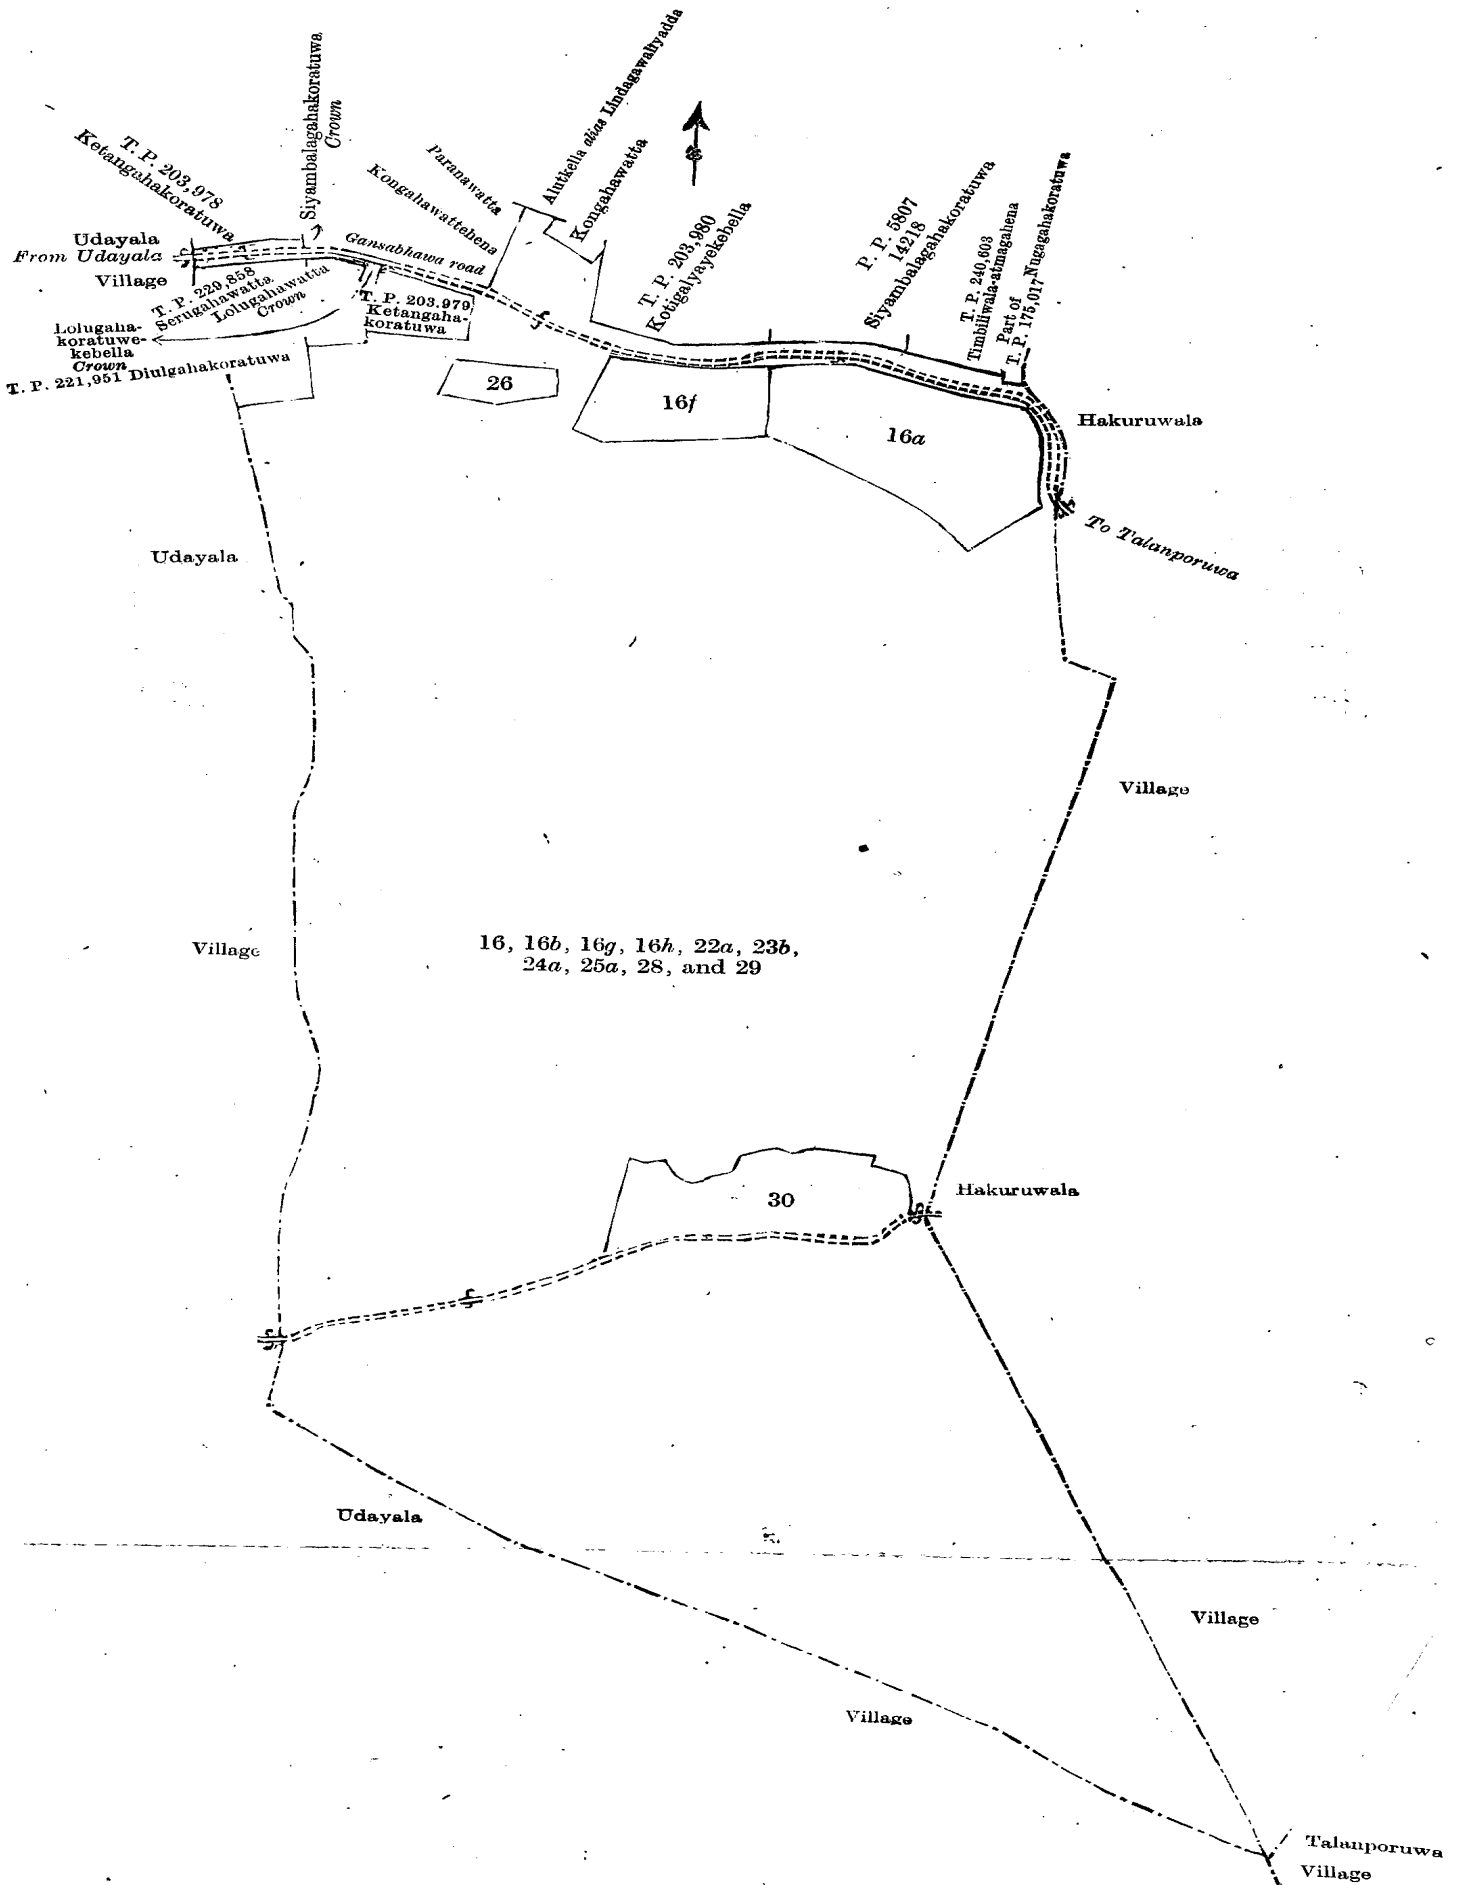 Siyambalagahakoratuwa
Crown
T. P. 203,978
Ketangahakoratuwa
Paranawatta
Kongahawattehena
Alutkella alias Lindagawaliyadda
Kongahawatta
T. P. 203,980
Kotigalyayekebella
P. P. 5807
14218
Siyambalagahakoratuwa
T. P. 240,603
Timbiliwala-atmagahena
Part of
T. P. 175,017 Nugagahakoratuwa
Udayala
From Udayala
Village
Gansabhawa road
T. P. 229,858
Serugahawatta
Lolugahawatta
Crown
T. P. 203,979
Ketangaha-
koratuwa
Lolugaha-
koratuwe-
kebella
Crown
T. P. 221,951 Diulgahakoratuwa
26
16f
16a
Hakuruwala
To Talanporuwa
Udayala
Village
Village
16, 16b, 16g, 16h, 22a, 23b,
24a, 25a, 28, and 29
30
Hakuruwala
Udayala
Village
Village
Talanporuwa
Village